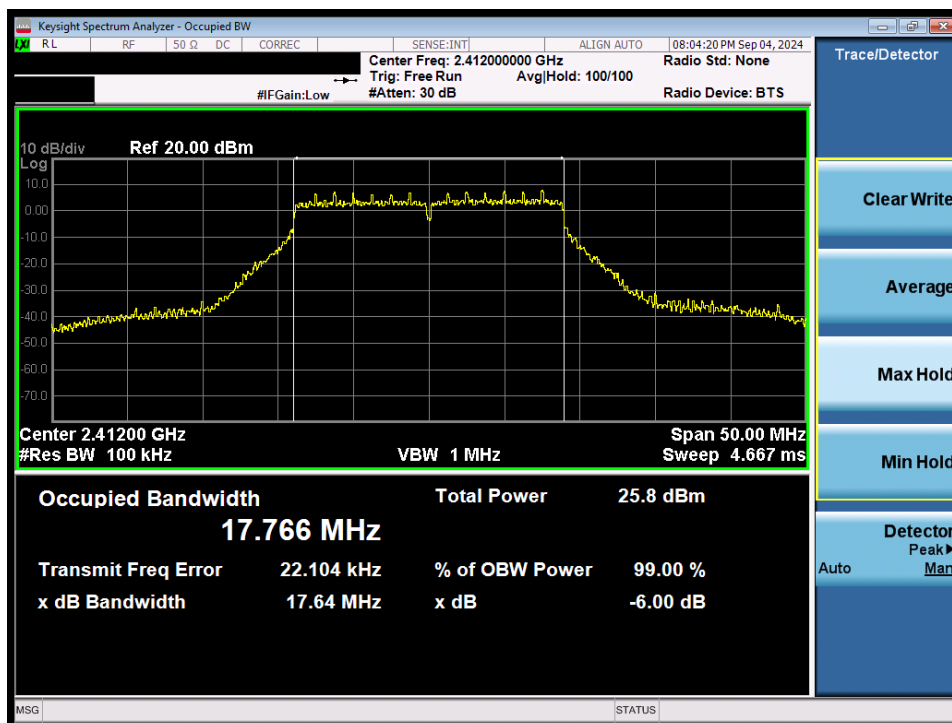 Keysight Spectrum Analyzer - Occupied BW
LXI RL RF 50 Ω DC CORREC SENSE:INT ALIGN AUTO 08:04:20 PM Sep 04, 2024
Center Freq: 2.412000000 GHz Radio Std: None
Trig: Free Run Avg|Hold: 100/100
#IFGain:Low #Atten: 30 dB Radio Device: BTS
10 dB/div Ref 20.00 dBm
Log
10.0
0.00
-10.0
-20.0
-30.0
-40.0
-50.0
-60.0
-70.0
Center 2.41200 GHz Span 50.00 MHz
#Res BW 100 kHz VBW 1 MHz Sweep 4.667 ms
Occupied Bandwidth Total Power 25.8 dBm
17.766 MHz
Transmit Freq Error 22.104 kHz % of OBW Power 99.00 %
x dB Bandwidth 17.64 MHz x dB -6.00 dB
MSG STATUS
Trace/Detector
Clear Write
Average
Max Hold
Min Hold
Detector
Peak
Auto Man